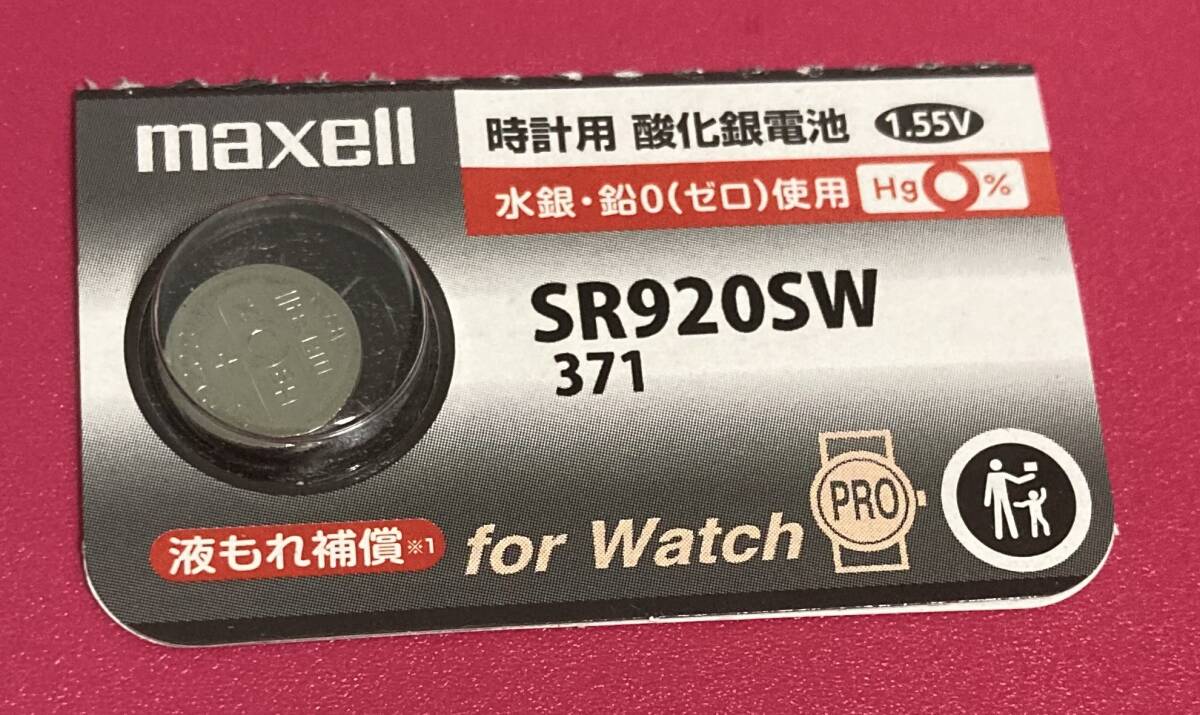 maxell
時計用 酸化銀電池 1.55V
水銀・鉛0(ゼロ)使用 Hg0%
SR920SW
371
液もれ補償※1
for Watch
PRO